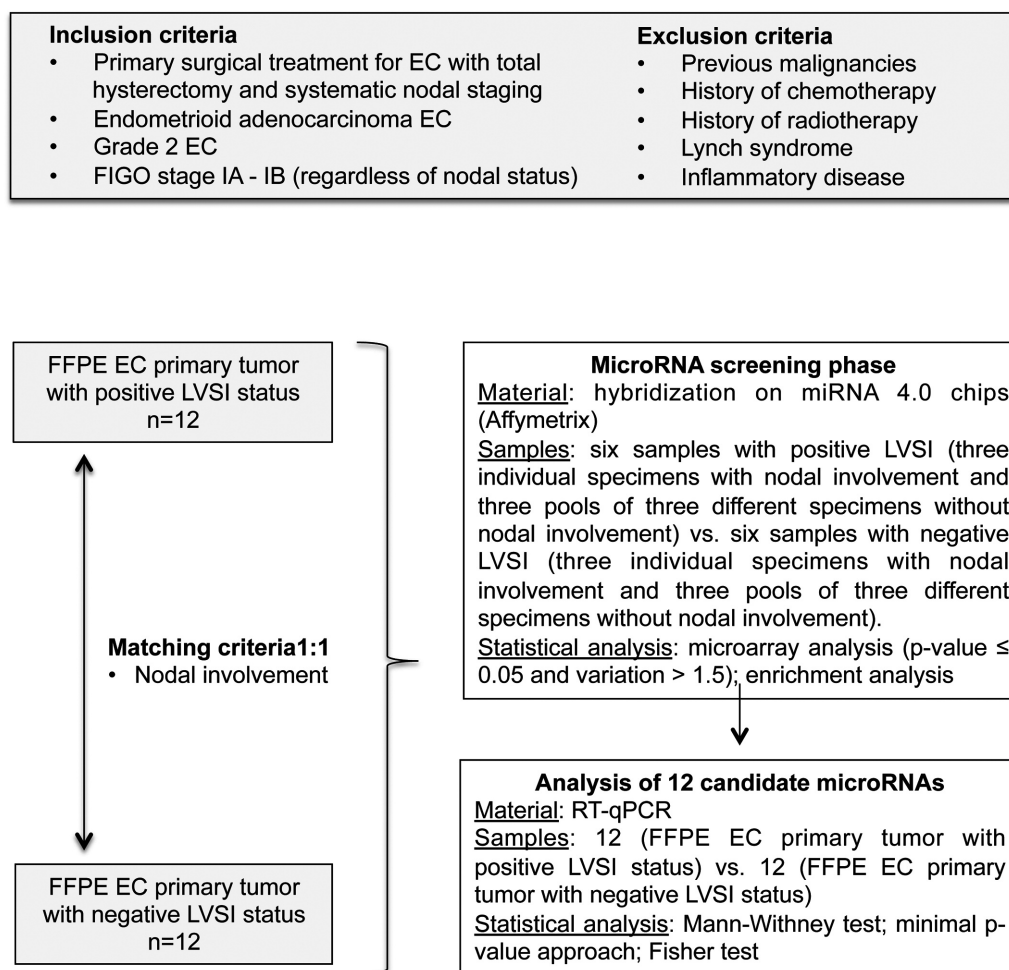 Inclusion criteria
• Primary surgical treatment for EC with total
hysterectomy and systematic nodal staging
• Endometrioid adenocarcinoma EC
• Grade 2 EC
• FIGO stage IA - IB (regardless of nodal status)
Exclusion criteria
• Previous malignancies
• History of chemotherapy
• History of radiotherapy
• Lynch syndrome
• Inflammatory disease
FFPE EC primary tumor
with positive LVSI status
n=12
Matching criteria1:1
• Nodal involvement
FFPE EC primary tumor
with negative LVSI status
n=12
MicroRNA screening phase
Material: hybridization on miRNA 4.0 chips
(Affymetrix)
Samples: six samples with positive LVSI (three
individual specimens with nodal involvement and
three pools of three different specimens without
nodal involvement) vs. six samples with negative
LVSI (three individual specimens with nodal
involvement and three pools of three different
specimens without nodal involvement).
Statistical analysis: microarray analysis (p-value ≤
0.05 and variation > 1.5); enrichment analysis
Analysis of 12 candidate microRNAs
Material: RT-qPCR
Samples: 12 (FFPE EC primary tumor with
positive LVSI status) vs. 12 (FFPE EC primary
tumor with negative LVSI status)
Statistical analysis: Mann-Withney test; minimal p-
value approach; Fisher test